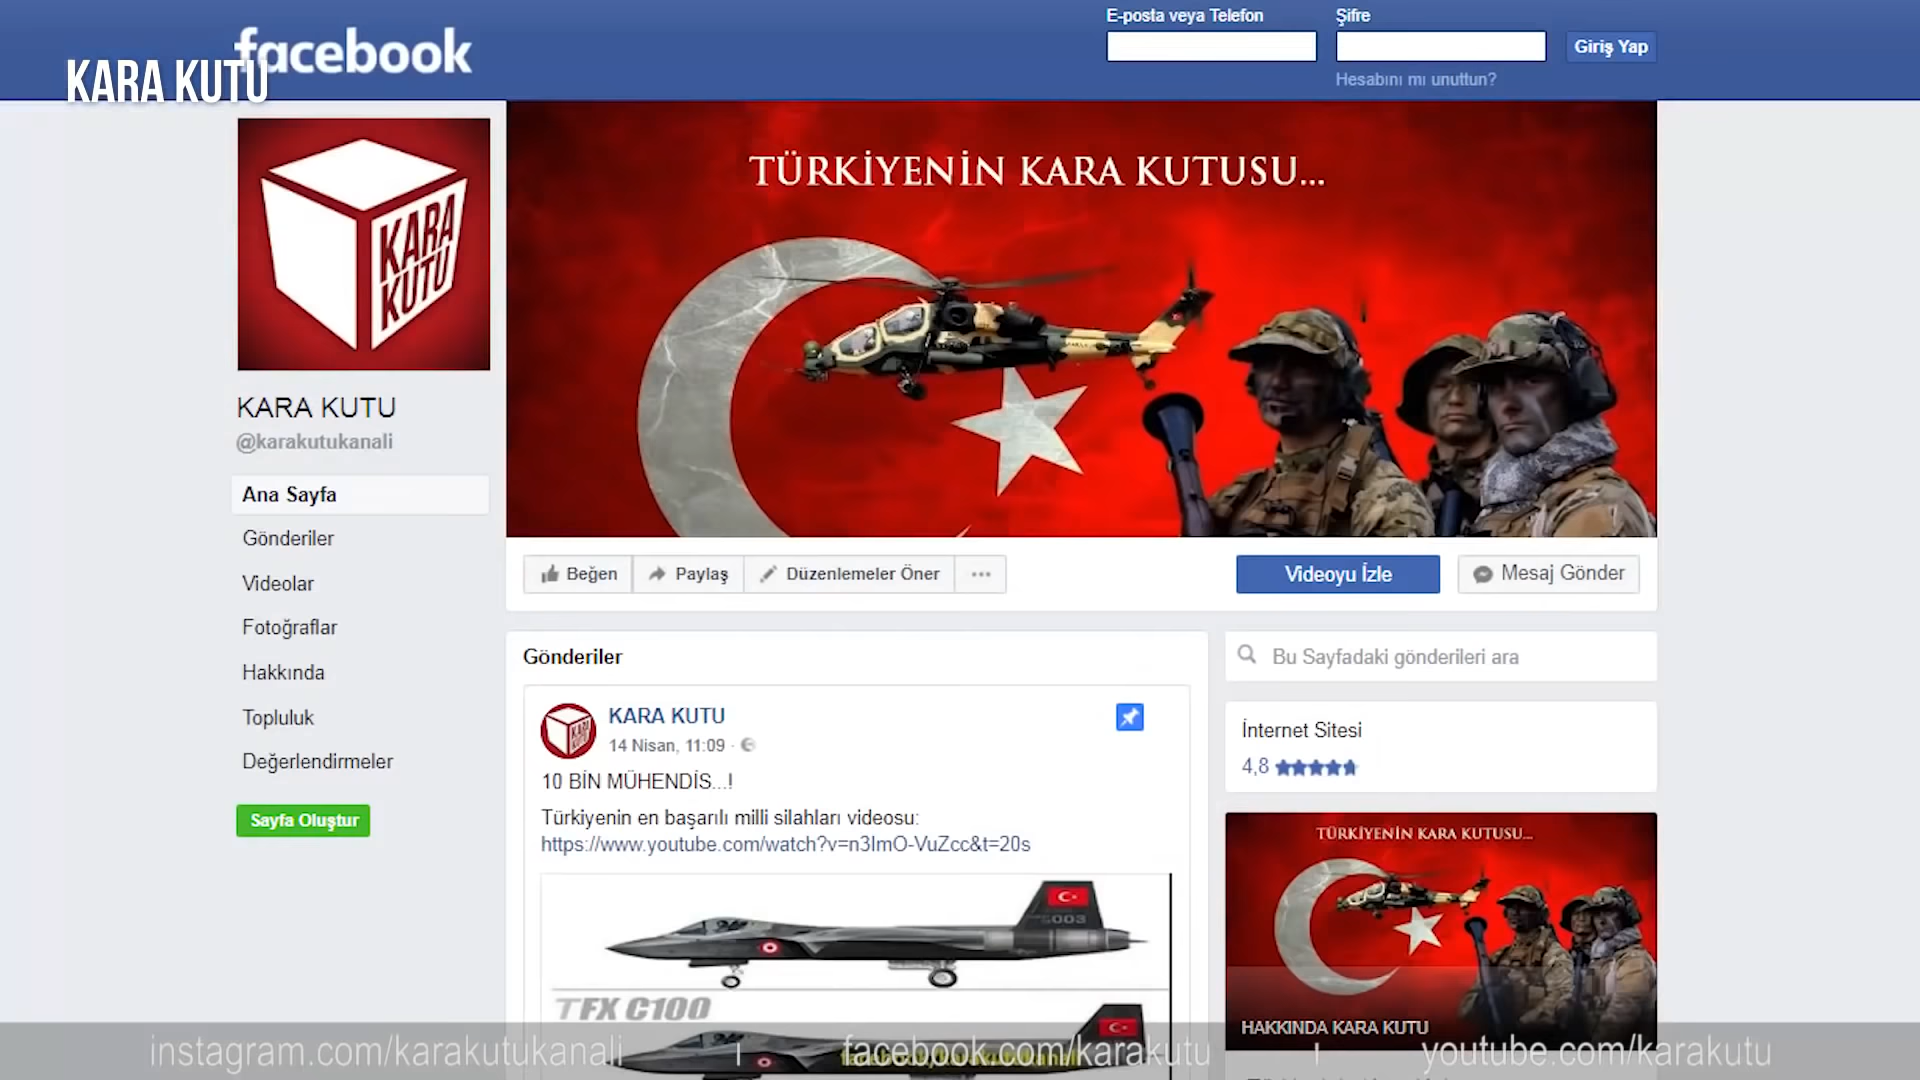 facebook
KARA KUTU
E-posta veya Telefon
Şifre
Giriş Yap
Hesabını mı unuttun?
KARA
KUTU
TÜRKİYENİN KARA KUTUSU...
KARA KUTU
@karakutukanali
Ana Sayfa
Gönderiler
Videolar
Fotoğraflar
Hakkında
Topluluk
Değerlendirmeler
Sayfa Oluştur
Beğen
Paylaş
Düzenlemeler Öner
Videoyu İzle
Mesaj Gönder
Gönderiler
KARA KUTU
14 Nisan, 11:09 ·
10 BİN MÜHENDİS...!
Türkiyenin en başarılı milli silahları videosu:
https://www.youtube.com/watch?v=n3ImO-VuZcc&t=20s
003
TFX C100
Bu Sayfadaki gönderileri ara
İnternet Sitesi
4,8
TÜRKİYENİN KARA KUTUSU...
HAKKINDA KARA KUTU
instagram.com/karakutukanali | facebook.com/karakutu | youtube.com/karakutu